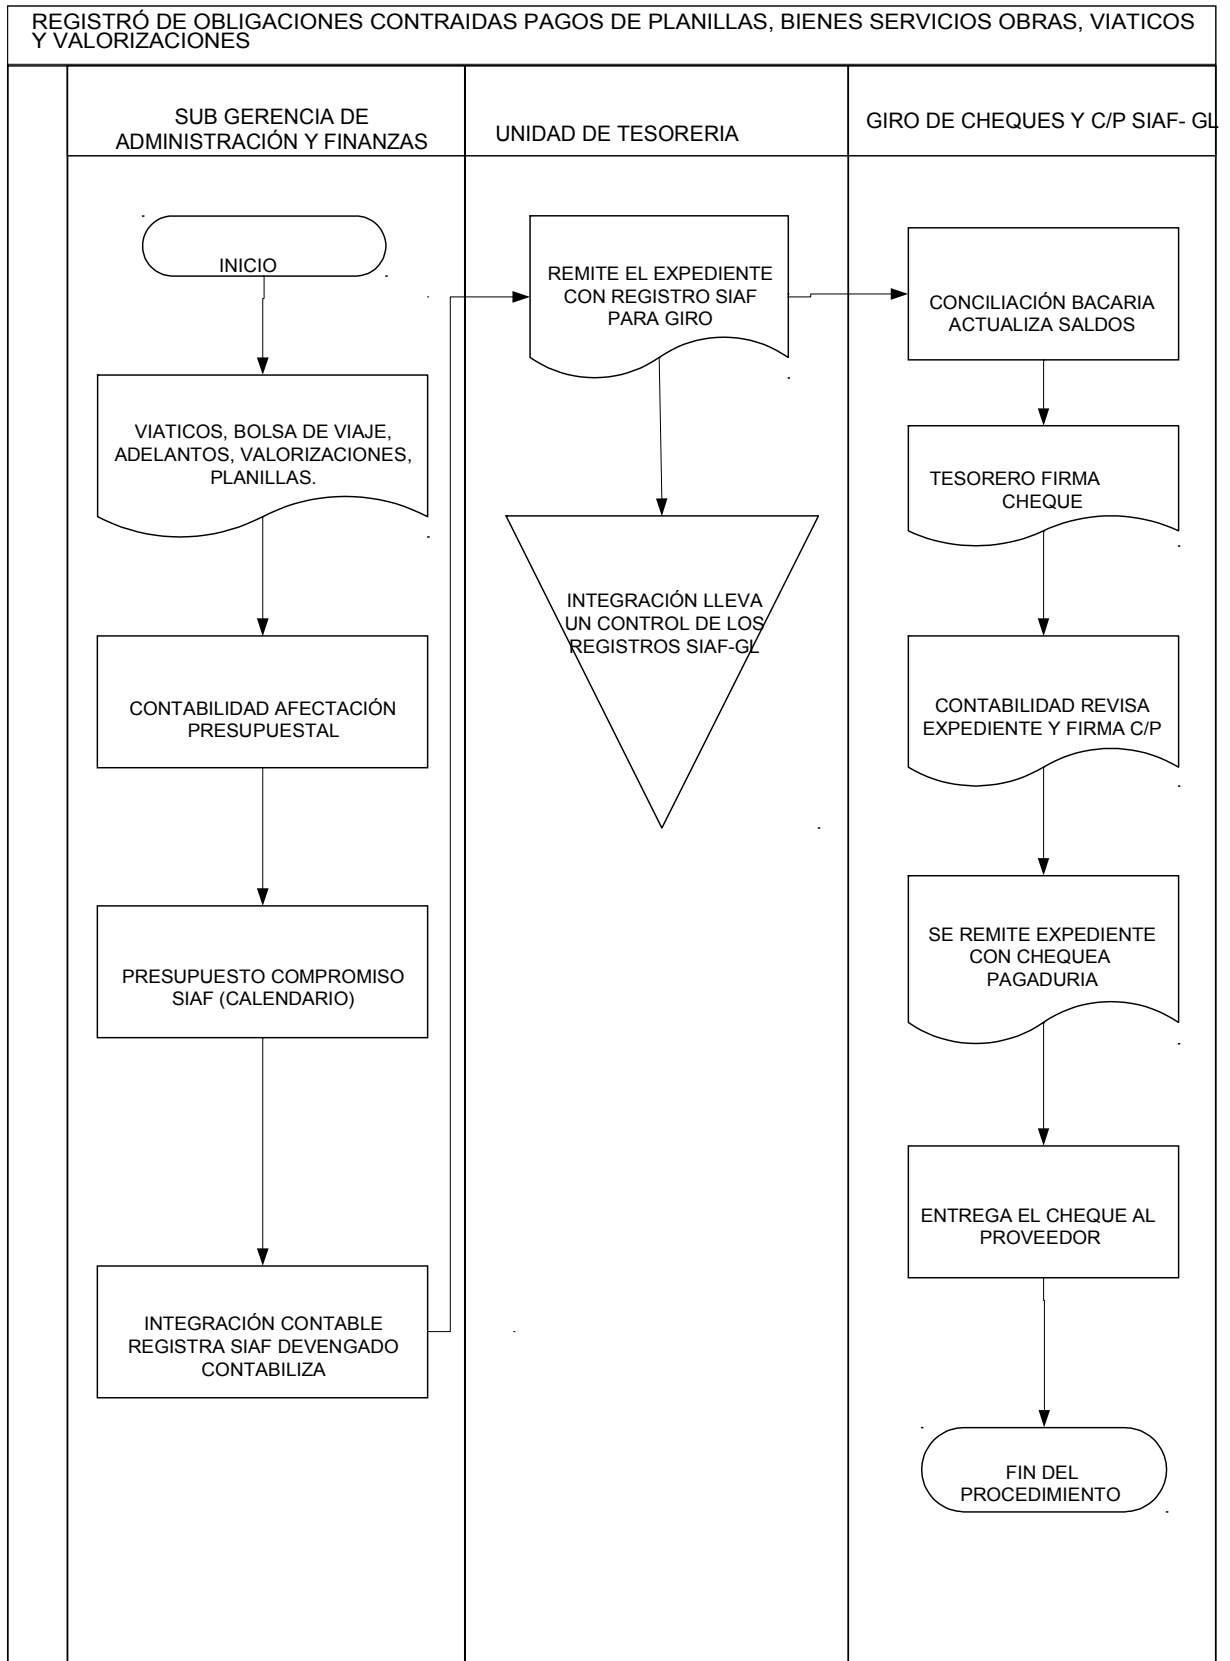 REGISTRÓ DE OBLIGACIONES CONTRAIDAS PAGOS DE PLANILLAS, BIENES SERVICIOS OBRAS, VIATICOS
Y VALORIZACIONES
SUB GERENCIA DE
ADMINISTRACIÓN Y FINANZAS
UNIDAD DE TESORERIA
GIRO DE CHEQUES Y C/P SIAF- GL
INICIO
VIATICOS, BOLSA DE VIAJE,
ADELANTOS, VALORIZACIONES,
PLANILLAS.
CONTABILIDAD AFECTACIÓN
PRESUPUESTAL
PRESUPUESTO COMPROMISO
SIAF (CALENDARIO)
INTEGRACIÓN CONTABLE
REGISTRA SIAF DEVENGADO
CONTABILIZA
REMITE EL EXPEDIENTE
CON REGISTRO SIAF
PARA GIRO
INTEGRACIÓN LLEVA
UN CONTROL DE LOS
REGISTROS SIAF-GL
CONCILIACIÓN BACARIA
ACTUALIZA SALDOS
TESORERO FIRMA
CHEQUE
CONTABILIDAD REVISA
EXPEDIENTE Y FIRMA C/P
SE REMITE EXPEDIENTE
CON CHEQUEA
PAGADURIA
ENTREGA EL CHEQUE AL
PROVEEDOR
FIN DEL
PROCEDIMIENTO